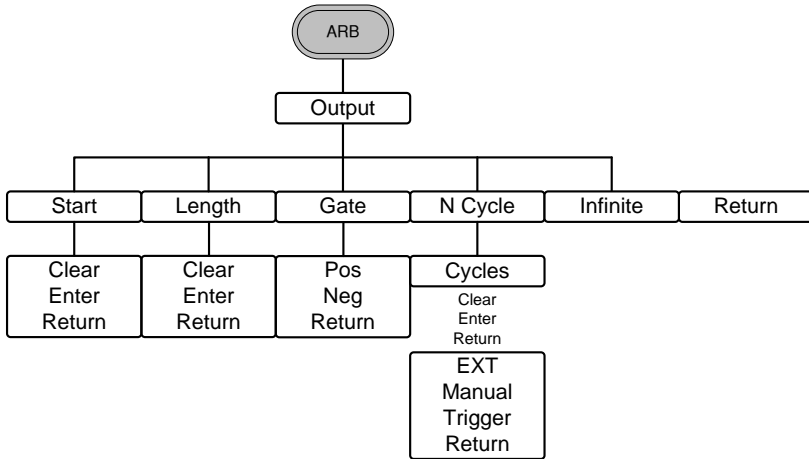 ARB
Output
Start
Length
Gate
N Cycle
Infinite
Return
Clear
Enter
Return
Clear
Enter
Return
Pos
Neg
Return
Cycles
Clear
Enter
Return
EXT
Manual
Trigger
Return